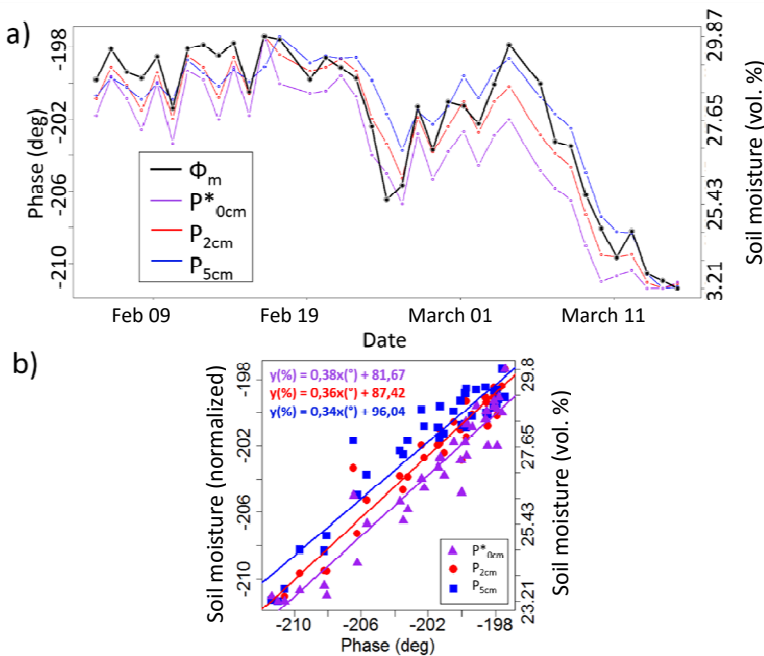 a)
Phase (deg)
-198
-202
-206
-210
Φm
P*0cm
P2cm
P5cm
29.87
27.65
25.43
3.21
Soil moisture (vol. %)
Feb 09
Feb 19
March 01
March 11
Date
b)
Soil moisture (normalized)
-198
-202
-206
-210
y(%) = 0,38x(°) + 81,67
y(%) = 0,36x(°) + 87,42
y(%) = 0,34x(°) + 96,04
P*0cm
P2cm
P5cm
29.8
27.65
25.43
23.21
Soil moisture (vol. %)
-210
-206
-202
-198
Phase (deg)